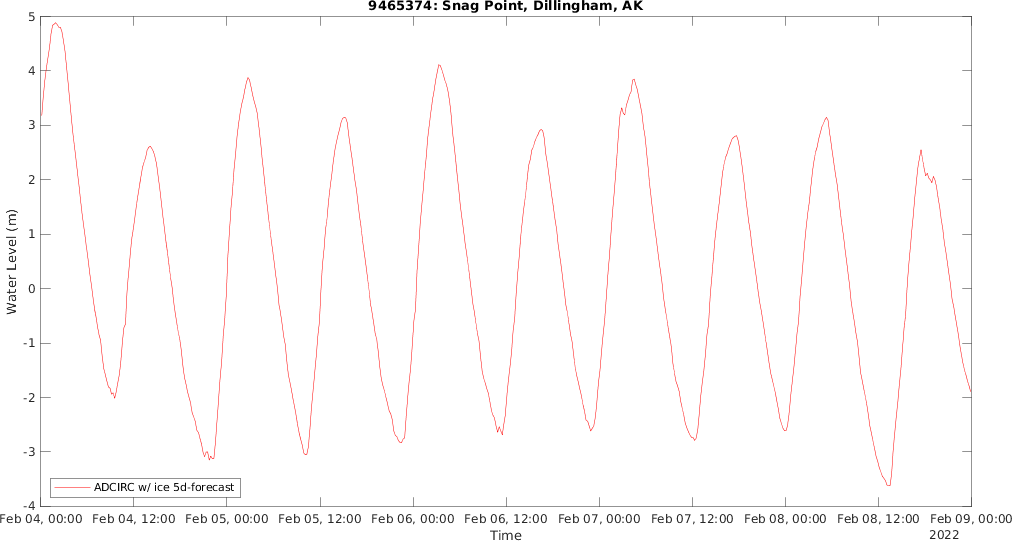 9465374: Snag Point, Dillingham, AK
5
4
3
2
1
0
-1
-2
-3
-4
Water Level (m)
ADCIRC w/ ice 5d-forecast
Feb 04, 00:00 Feb 04, 12:00 Feb 05, 00:00 Feb 05, 12:00 Feb 06, 00:00 Feb 06, 12:00 Feb 07, 00:00 Feb 07, 12:00 Feb 08, 00:00 Feb 08, 12:00 Feb 09, 00:00
Time
2022